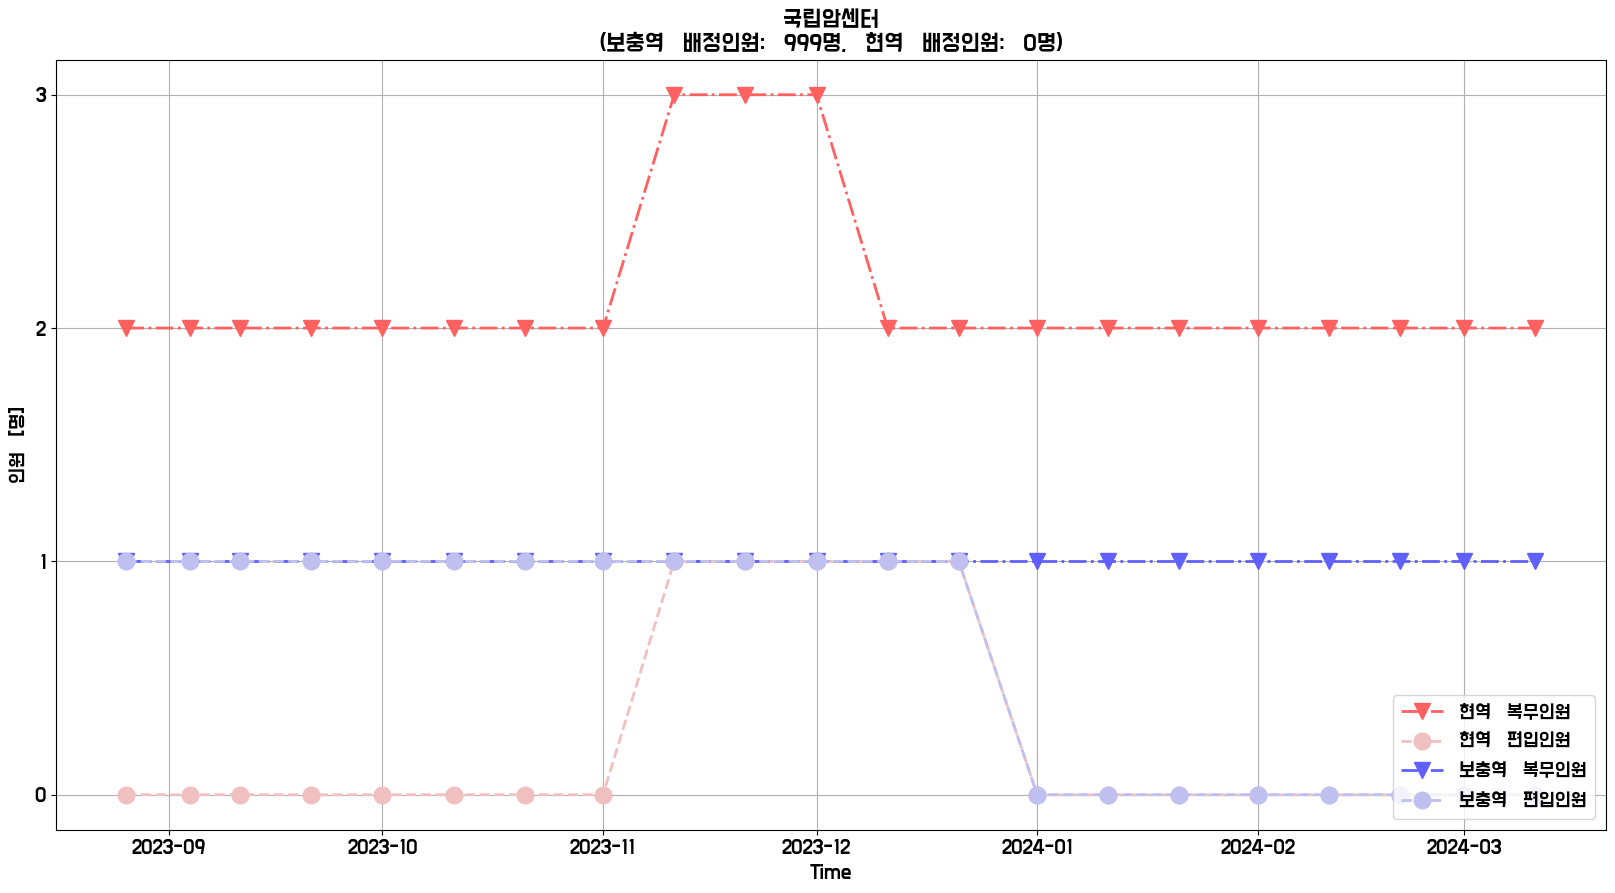 국립암센터
(보충역 배정인원: 999명, 현역 배정인원: 0명)
3
2
1
0
인원 [명]
2023-09 2023-10 2023-11 2023-12 2024-01 2024-02 2024-03
Time
현역 복무인원
현역 편입인원
보충역 복무인원
보충역 편입인원